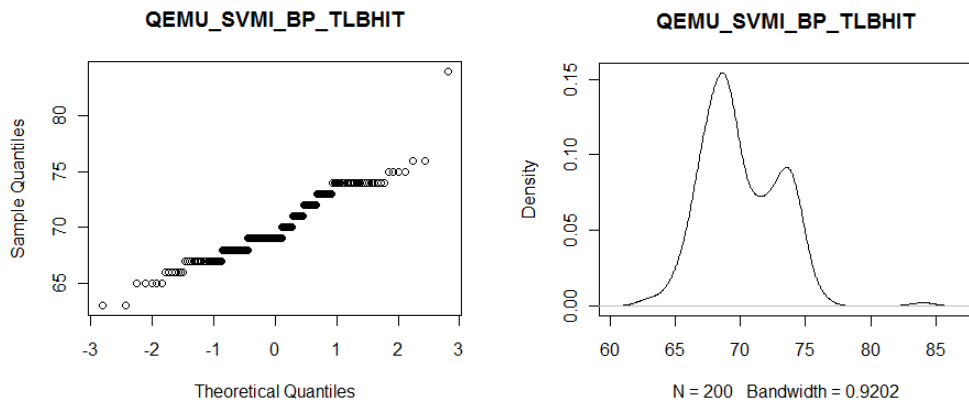 QEMU_SVMI_BP_TLBHIT
Sample Quantiles
80
75
70
65
-3 -2 -1 0 1 2 3
Theoretical Quantiles
QEMU_SVMI_BP_TLBHIT
Density
0.15
0.10
0.05
0.00
60 65 70 75 80 85
N = 200 Bandwidth = 0.9202